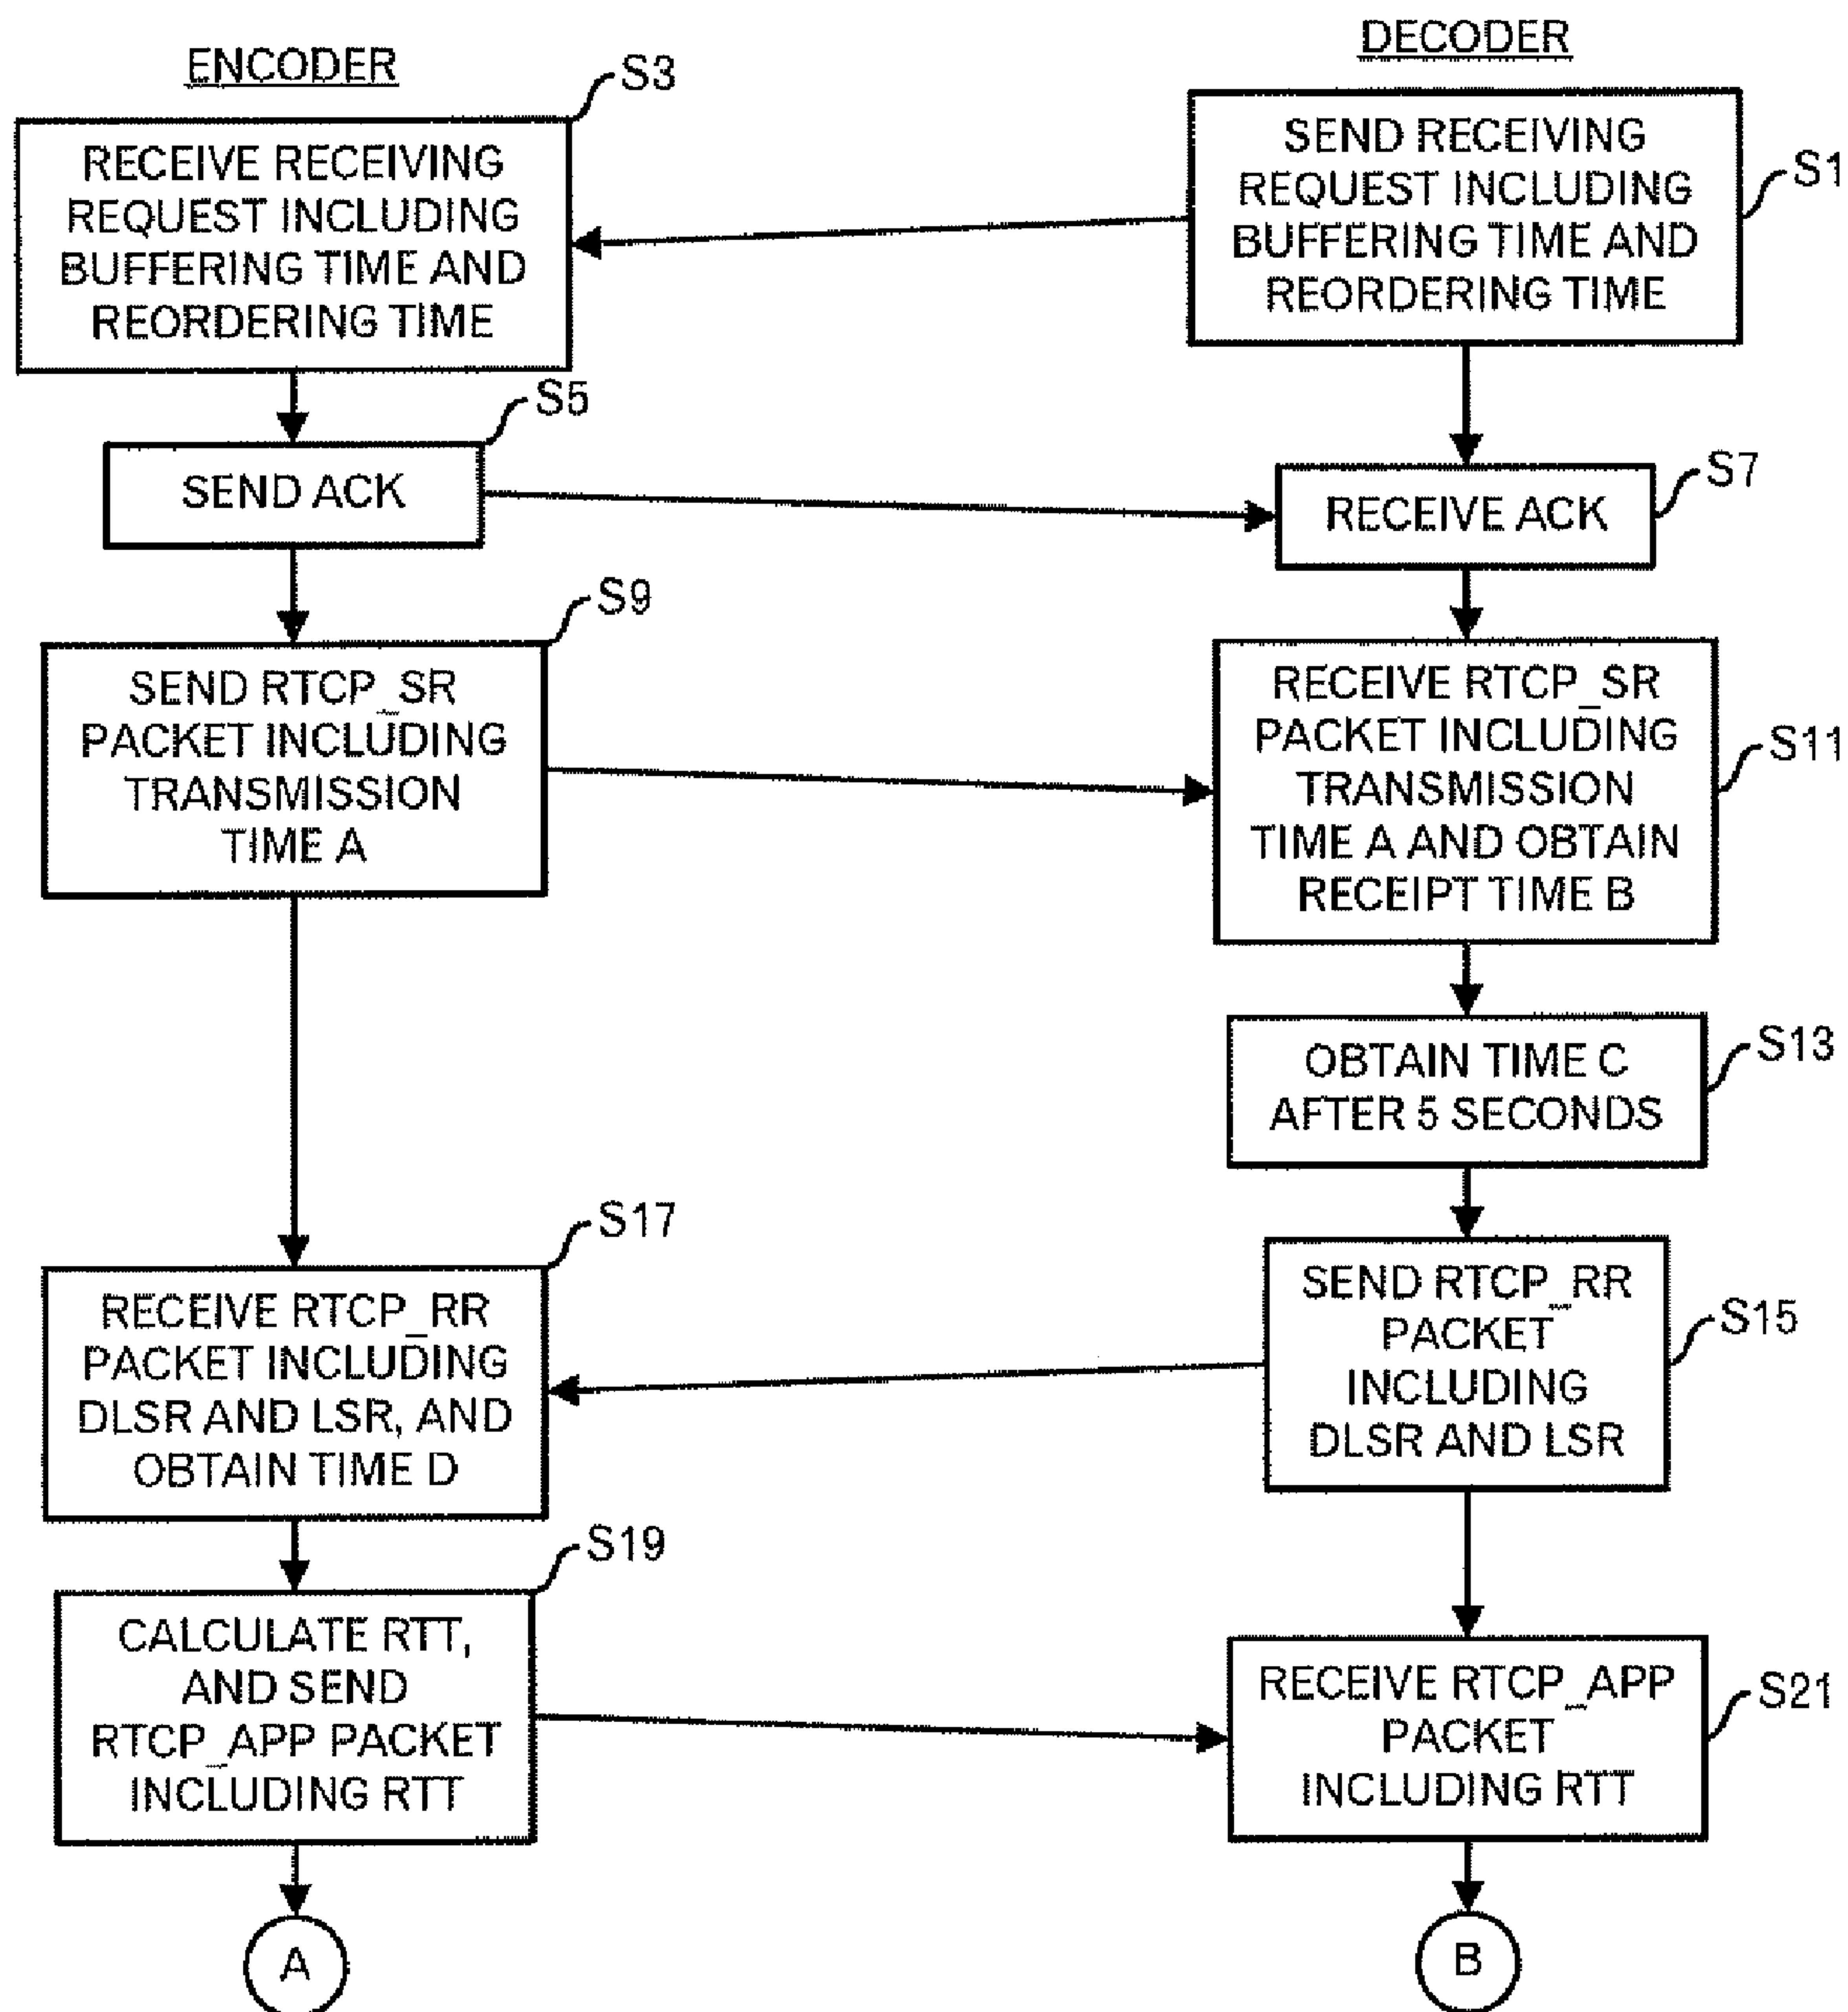 ENCODER
DECODER
S3
RECEIVE RECEIVING
REQUEST INCLUDING
BUFFERING TIME AND
REORDERING TIME
SEND RECEIVING
REQUEST INCLUDING
BUFFERING TIME AND
REORDERING TIME
S1
S5
SEND ACK
S7
RECEIVE ACK
S9
SEND RTCP_SR
PACKET INCLUDING
TRANSMISSION
TIME A
RECEIVE RTCP_SR
PACKET INCLUDING
TRANSMISSION
TIME A AND OBTAIN
RECEIPT TIME B
S11
OBTAIN TIME C
AFTER 5 SECONDS
S13
S17
RECEIVE RTCP_RR
PACKET INCLUDING
DLSR AND LSR, AND
OBTAIN TIME D
SEND RTCP_RR
PACKET
INCLUDING
DLSR AND LSR
S15
S19
CALCULATE RTT,
AND SEND
RTCP_APP PACKET
INCLUDING RTT
RECEIVE RTCP_APP
PACKET
INCLUDING RTT
S21
A
B